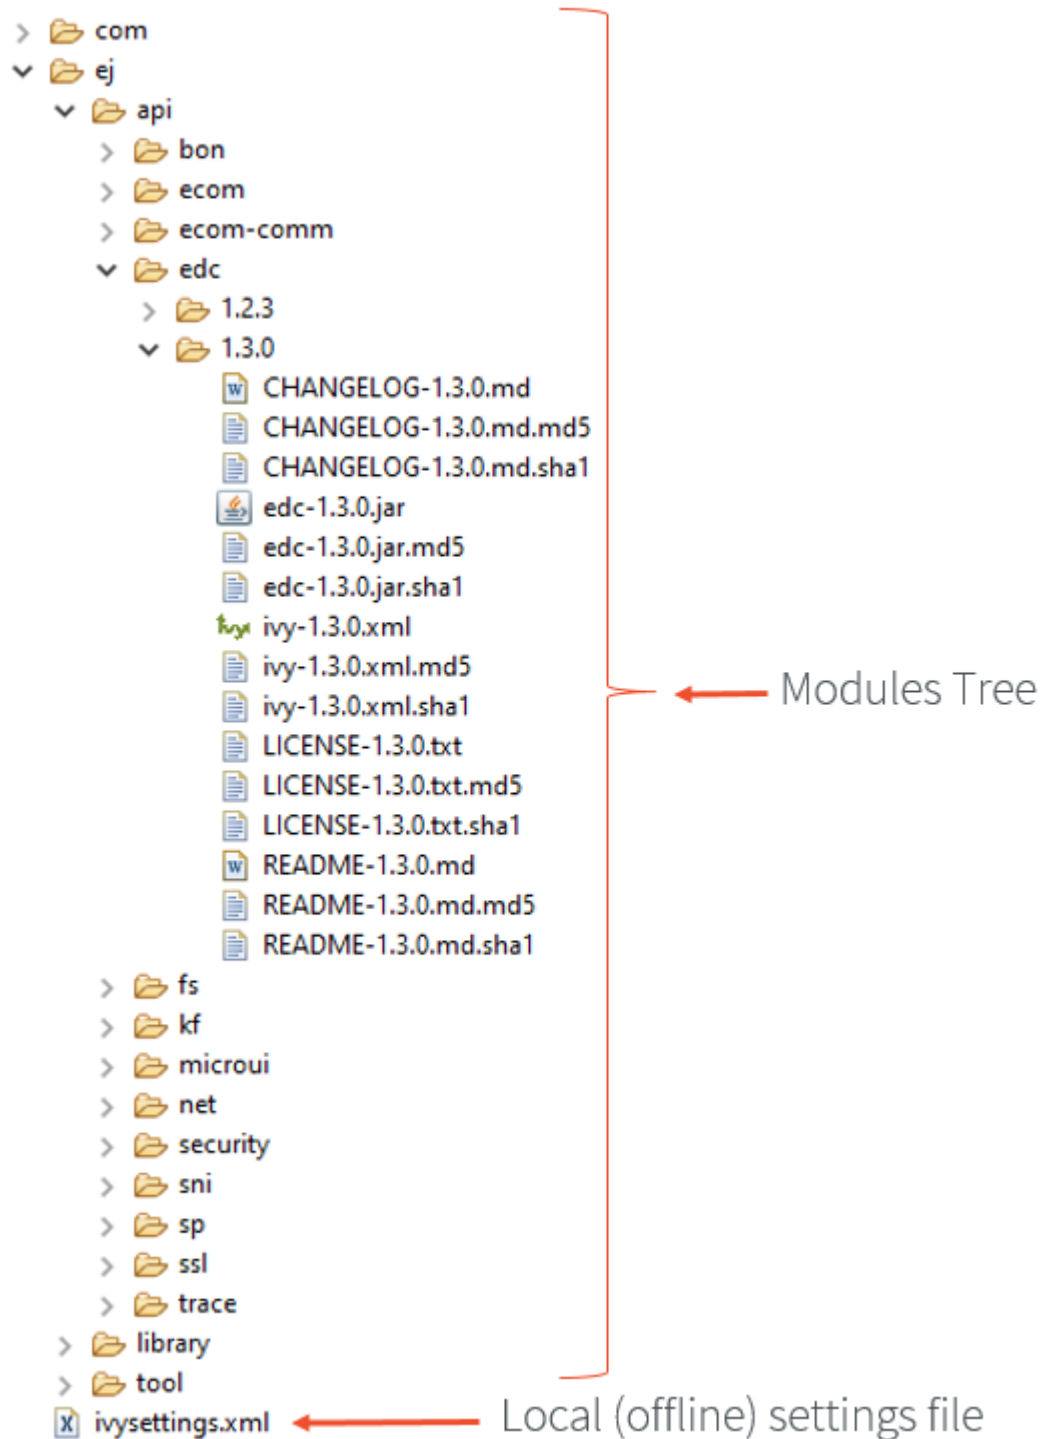 com
ej
api
bon
ecom
ecom-comm
edc
1.2.3
1.3.0
CHANGELOG-1.3.0.md
CHANGELOG-1.3.0.md.md5
CHANGELOG-1.3.0.md.sha1
edc-1.3.0.jar
edc-1.3.0.jar.md5
edc-1.3.0.jar.sha1
ivy-1.3.0.xml
ivy-1.3.0.xml.md5
ivy-1.3.0.xml.sha1
Modules Tree
LICENSE-1.3.0.txt
LICENSE-1.3.0.txt.md5
LICENSE-1.3.0.txt.sha1
README-1.3.0.md
README-1.3.0.md.md5
README-1.3.0.md.sha1
fs
kf
microui
net
security
sni
sp
ssl
trace
library
tool
ivysettings.xml
Local (offline) settings file